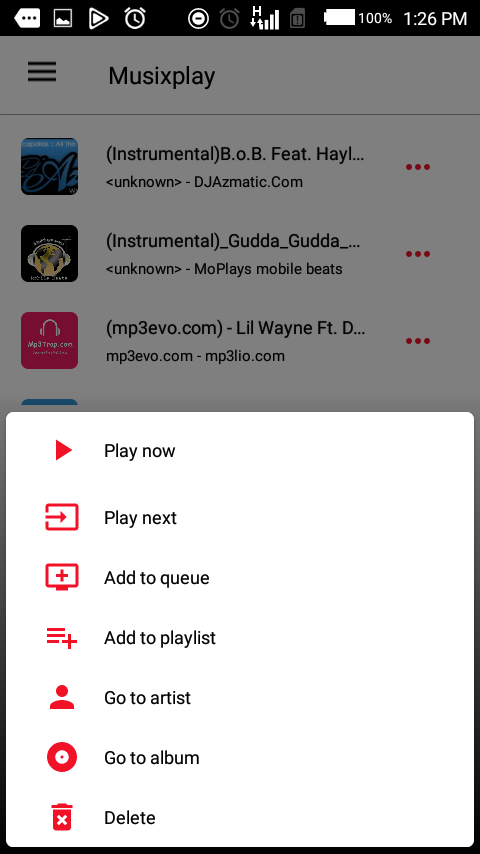 H
100%
1:26 PM
Musixplay
(Instrumental)B.o.B. Feat. Hayl...
<unknown> - DJAzmatic.Com
(Instrumental)_Gudda_Gudda_...
<unknown> - MoPlays mobile beats
Mp3Trap.com
(mp3evo.com) - Lil Wayne Ft. D...
mp3evo.com - mp3lio.com
Play now
Play next
Add to queue
Add to playlist
Go to artist
Go to album
Delete